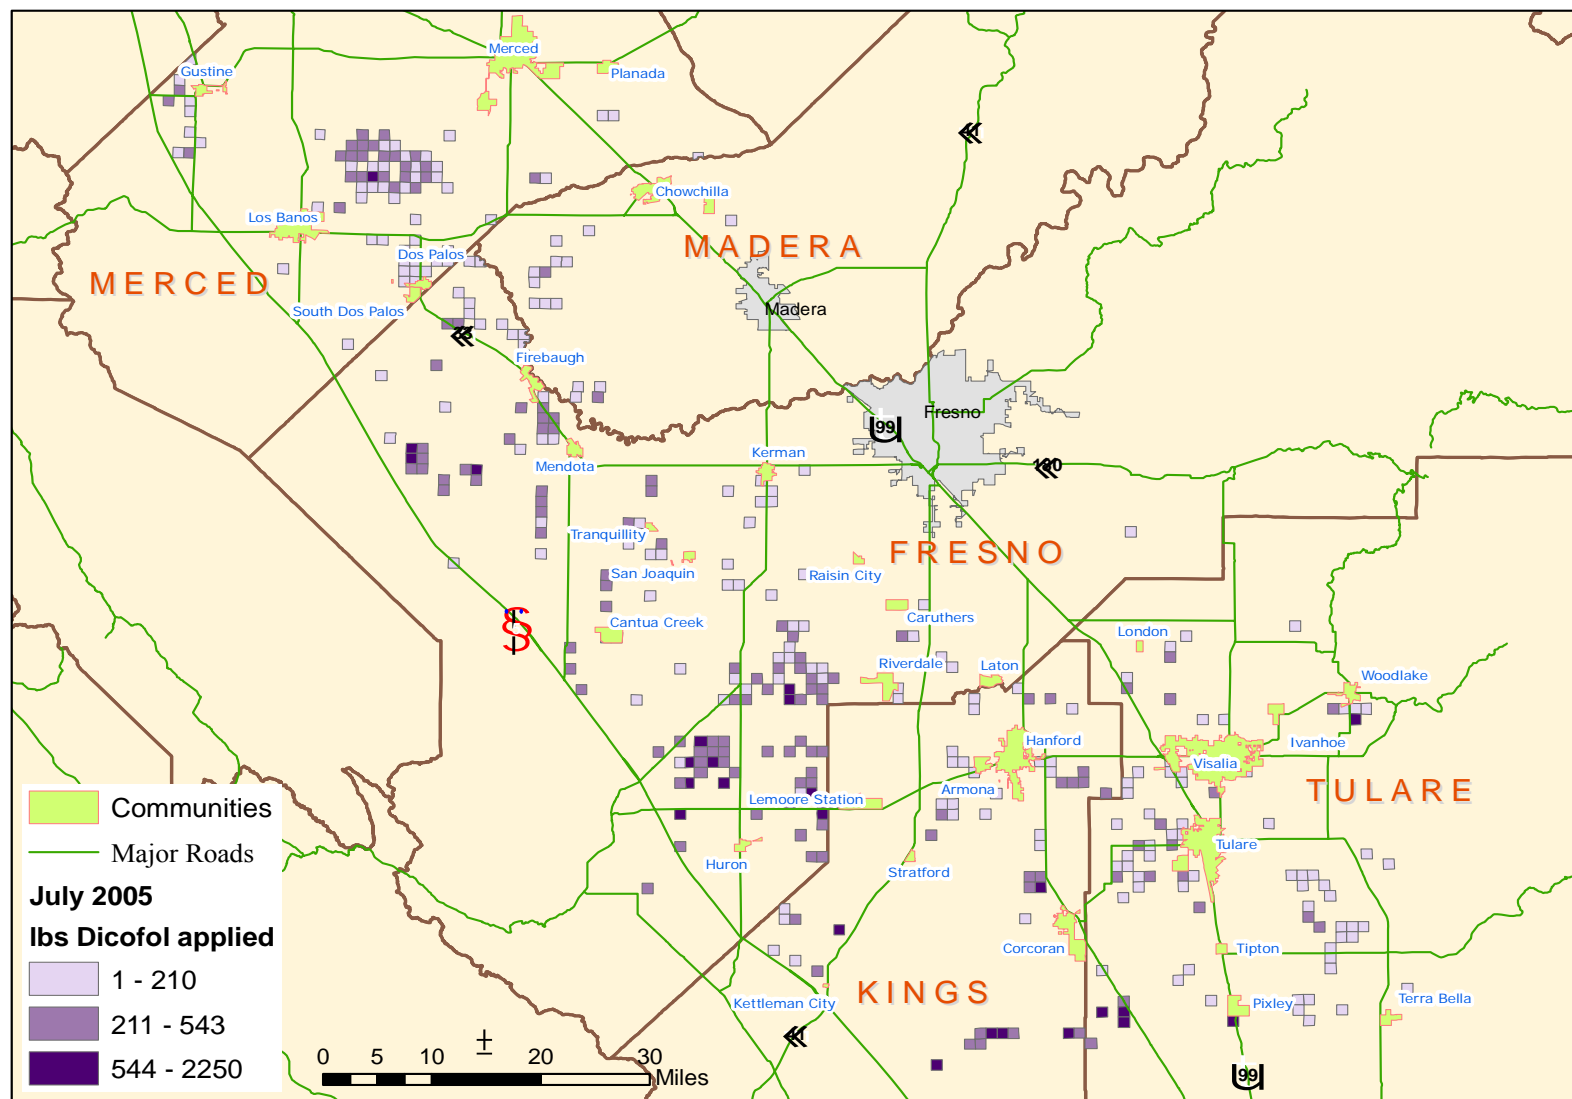 Merced
Gustine
Planada
41
Chowchilla
Los Banos
MADERA
Dos Palos
MERCED
South Dos Palos
Madera
33
Firebaugh
Fresno
99
Kerman
Mendota
180
Tranquillity
FRESNO
San Joaquin
Raisin City
Cantua Creek
Caruthers
London
Riverdale
Laton
Woodlake
Hanford
Ivanhoe
Visalia
TULARE
Armona
Lemoore Station
Communities
Major Roads
Tulare
Huron
Stratford
July 2005
lbs Dicofol applied
Corcoran
Tipton
1 - 210
KINGS
Kettleman City
Pixley
Terra Bella
211 - 543
41
0 5 10 20 30
Miles
544 - 2250
99